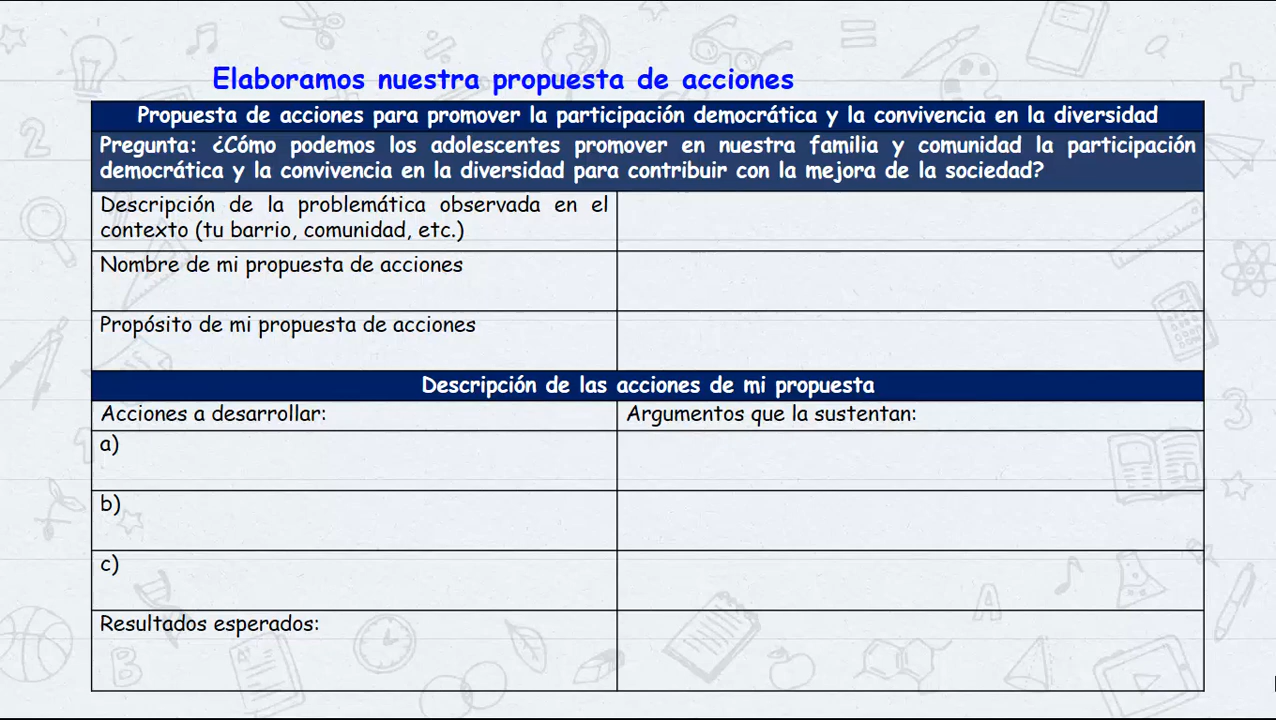 Elaboramos nuestra propuesta de acciones
Propuesta de acciones para promover la participación democrática y la convivencia en la diversidad
Pregunta: ¿Cómo podemos los adolescentes promover en nuestra familia y comunidad la participación
democrática y la convivencia en la diversidad para contribuir con la mejora de la sociedad?
Descripción de la problemática observada en el
contexto (tu barrio, comunidad, etc.)
Nombre de mi propuesta de acciones
Propósito de mi propuesta de acciones
Descripción de las acciones de mi propuesta
Acciones a desarrollar:
Argumentos que la sustentan:
a)
b)
c)
Resultados esperados: